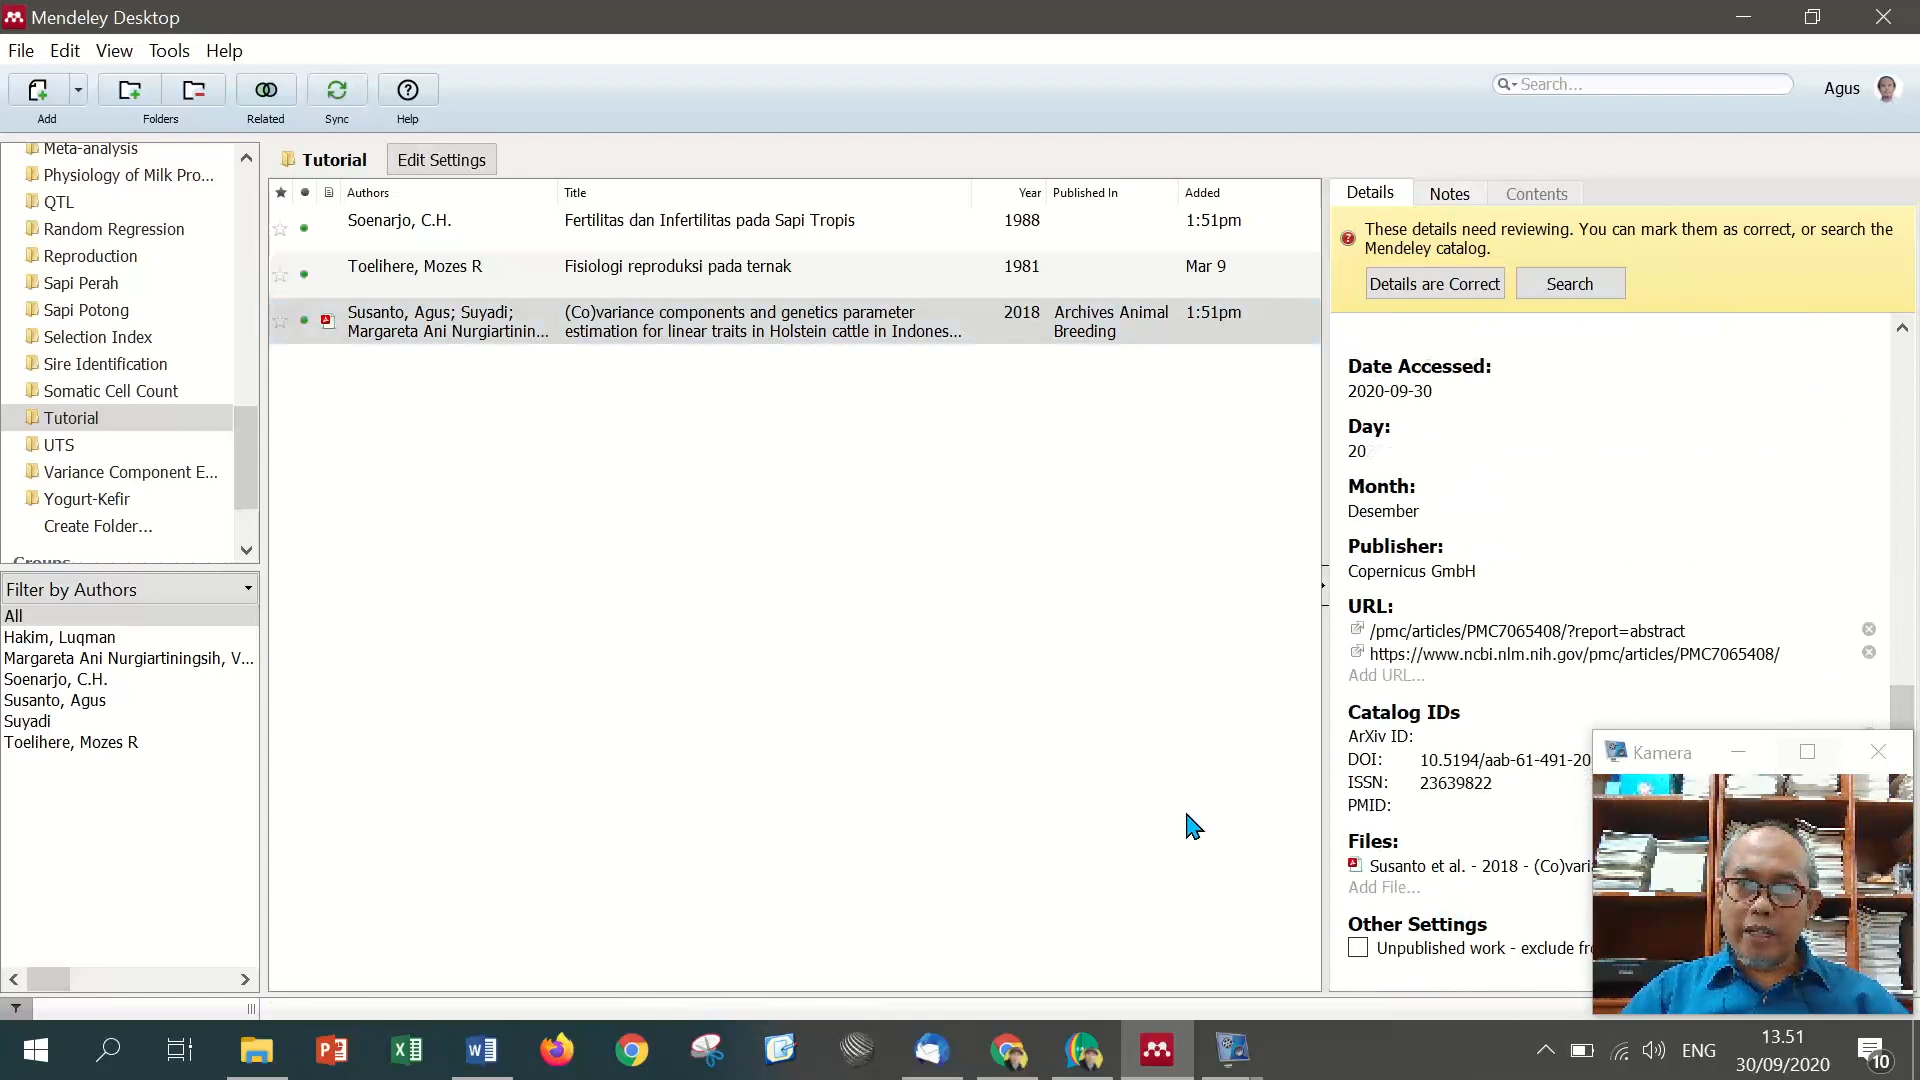 Mendeley Desktop
File Edit View Tools Help
Search...
Agus
Add Folders Related Sync Help
Meta-analysis
Physiology of Milk Pro...
QTL
Random Regression
Reproduction
Sapi Perah
Sapi Potong
Selection Index
Sire Identification
Somatic Cell Count
Tutorial
UTS
Variance Component E...
Yogurt-Kefir
Create Folder...
Groups
Filter by Authors
All
Hakim, Luqman
Margareta Ani Nurgiartiningsih, V...
Soenarjo, C.H.
Susanto, Agus
Suyadi
Toelihere, Mozes R
Tutorial Edit Settings
Authors Title Year Published In Added
Soenarjo, C.H. Fertilitas dan Infertilitas pada Sapi Tropis 1988 1:51pm
Toelihere, Mozes R Fisiologi reproduksi pada ternak 1981 Mar 9
Susanto, Agus; Suyadi; (Co)variance components and genetics parameter 2018 Archives Animal 1:51pm
Margareta Ani Nurgiartinin... estimation for linear traits in Holstein cattle in Indones... Breeding
Details Notes Contents
These details need reviewing. You can mark them as correct, or search the
Mendeley catalog.
Details are Correct Search
Date Accessed:
2020-09-30
Day:
20
Month:
Desember
Publisher:
Copernicus GmbH
URL:
/pmc/articles/PMC7065408/?report=abstract
https://www.ncbi.nlm.nih.gov/pmc/articles/PMC7065408/
Add URL...
Catalog IDs
ArXiv ID:
DOI: 10.5194/aab-61-491-20
ISSN: 23639822
PMID:
Files:
Susanto et al. - 2018 - (Co)vari
Add File...
Other Settings
Unpublished work - exclude fr
Kamera
ENG
13.51
30/09/2020
10